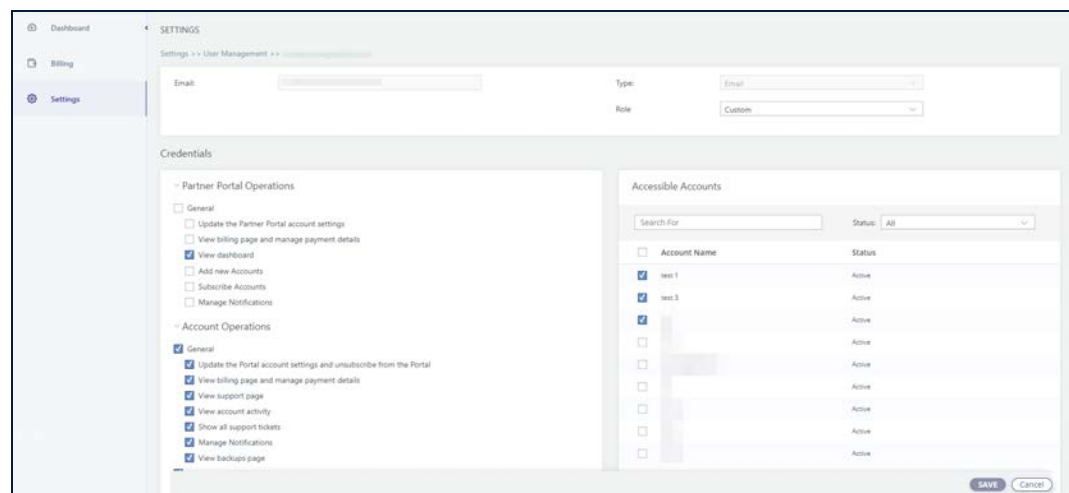 Dashboard
Billing
Settings
SETTINGS
Settings >> User Management >>
Email:
Type:
Email
Role
Custom
Credentials
Partner Portal Operations
General
Update the Partner Portal account settings
View billing page and manage payment details
View dashboard
Add new Accounts
Subscribe Accounts
Manage Notifications
Account Operations
General
Update the Portal account settings and unsubscribe from the Portal
View billing page and manage payment details
View support page
View account activity
Show all support tickets
Manage Notifications
View backups page
Accessible Accounts
Search For
Status: All
Account Name Status
test 1 Active
test 3 Active
Active
Active
Active
Active
Active
Active
Active
SAVE Cancel